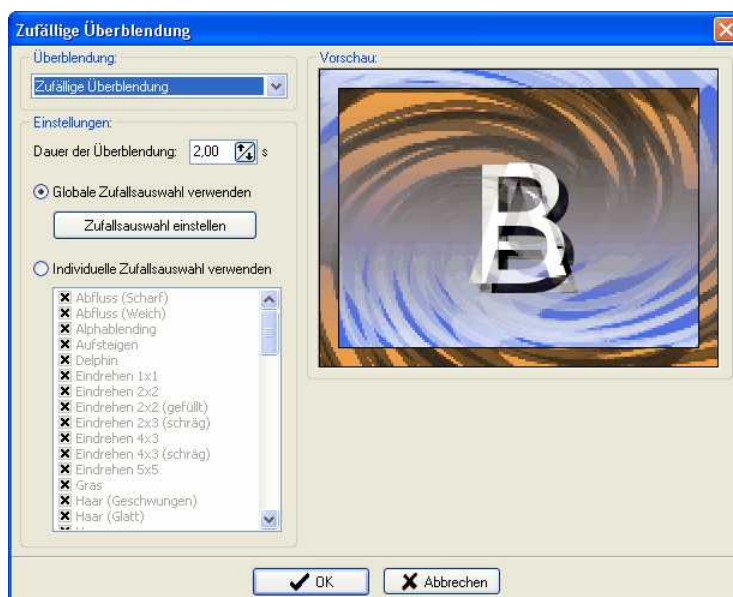 Zufällige Überblendung
Überblendung:
Zufällige Überblendung
Einstellungen:
Dauer der Überblendung: 2,00 s
Globale Zufallsauswahl verwenden
Zufallsauswahl einstellen
Individuelle Zufallsauswahl verwenden
Abfluss (Scharf)
Abfluss (Weich)
Alphablending
Aufsteigen
Delphin
Eindrehen 1x1
Eindrehen 2x2
Eindrehen 2x2 (gefüllt)
Eindrehen 2x3 (schräg)
Eindrehen 4x3
Eindrehen 4x3 (schräg)
Eindrehen 5x5
Gras
Haar (Geschwungen)
Haar (Glatt)
Vorschau:
A B
OK Abbrechen